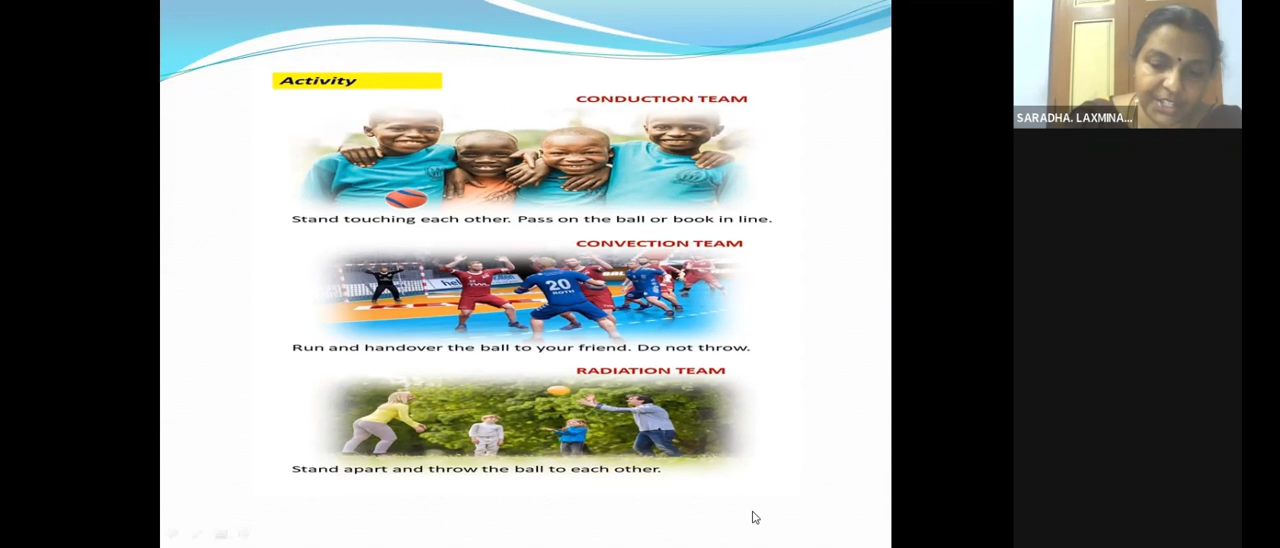 Activity
CONDUCTION TEAM
Stand touching each other. Pass on the ball or book in line.
CONVECTION TEAM
20
Run and handover the ball to your friend. Do not throw.
RADIATION TEAM
Stand apart and throw the ball to each other.
SARADHA. LAXMINA...